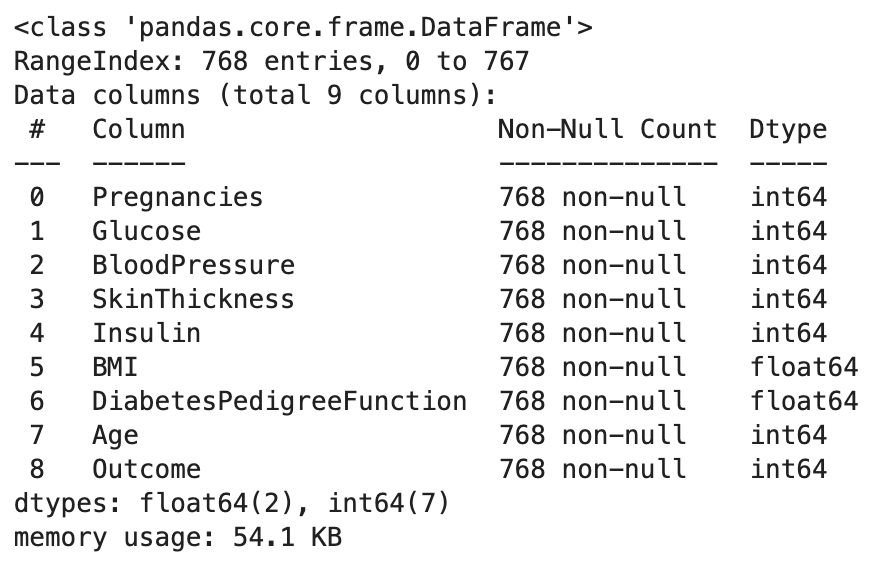 <class 'pandas.core.frame.DataFrame'>
RangeIndex: 768 entries, 0 to 767
Data columns (total 9 columns):
 #   Column                    Non-Null Count  Dtype
---  ------                    --------------  -----
 0   Pregnancies               768 non-null    int64
 1   Glucose                   768 non-null    int64
 2   BloodPressure             768 non-null    int64
 3   SkinThickness             768 non-null    int64
 4   Insulin                   768 non-null    int64
 5   BMI                       768 non-null    float64
 6   DiabetesPedigreeFunction  768 non-null    float64
 7   Age                       768 non-null    int64
 8   Outcome                   768 non-null    int64
dtypes: float64(2), int64(7)
memory usage: 54.1 KB